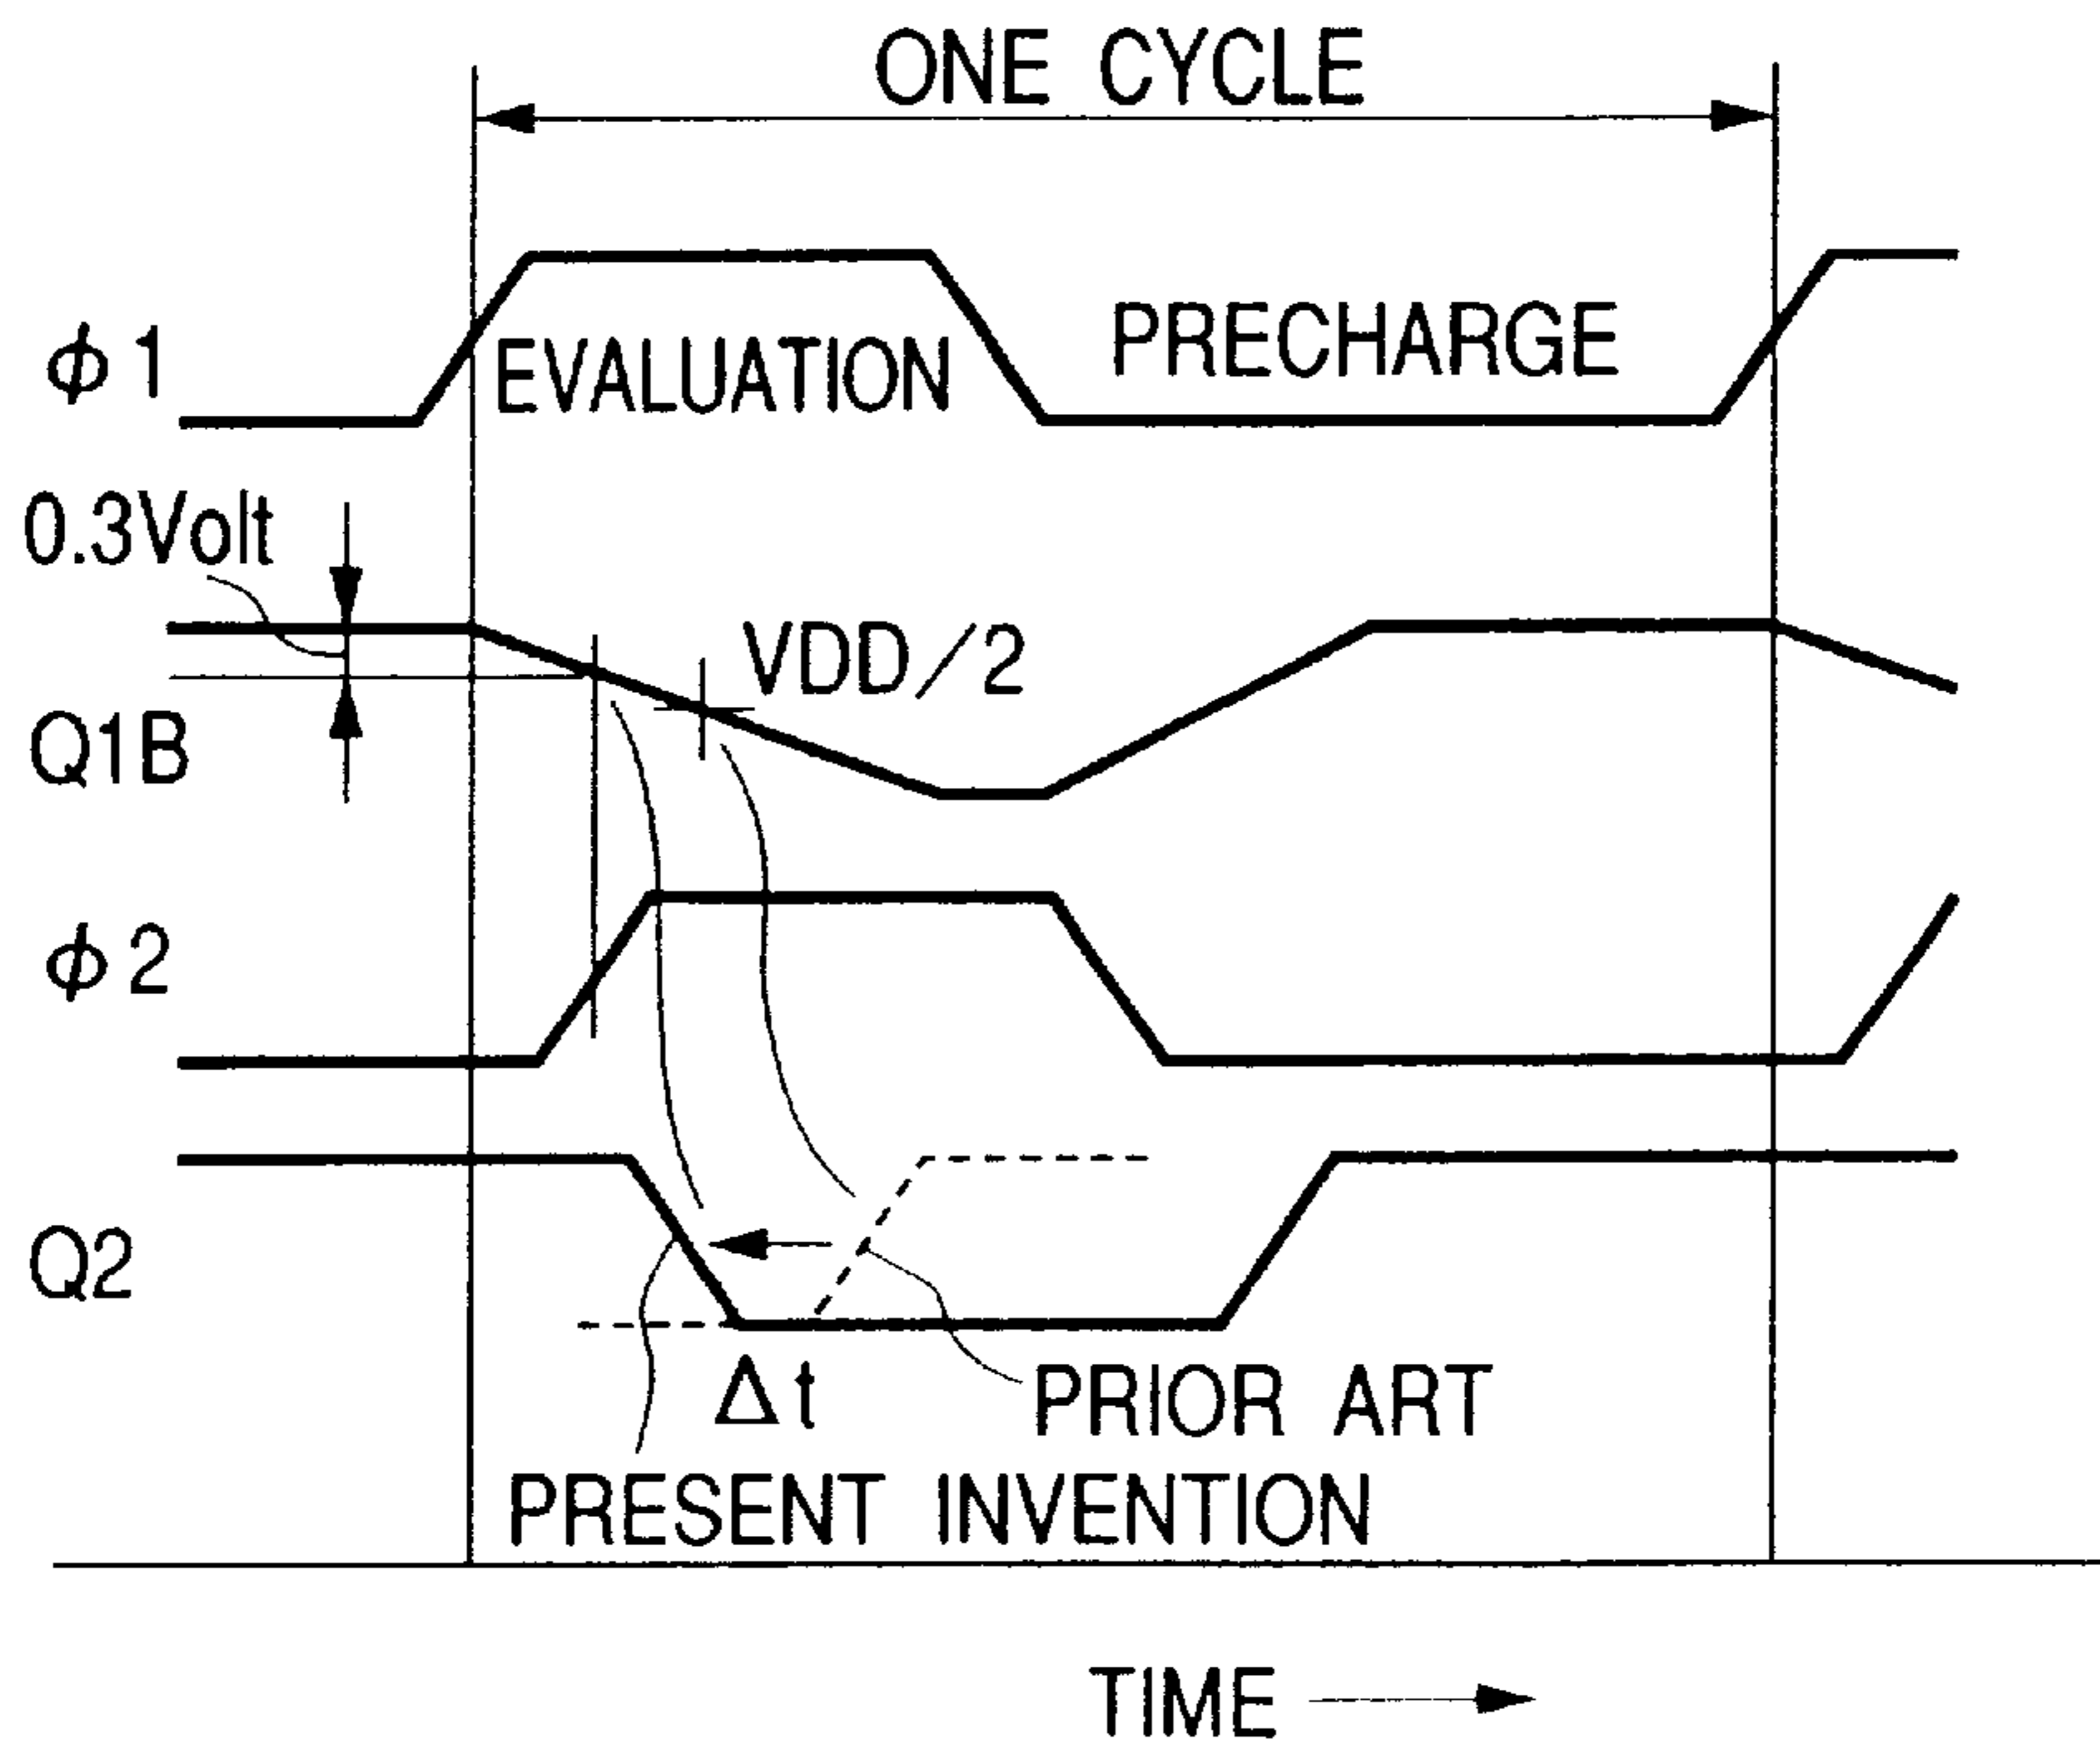 ONE CYCLE
ϕ1
EVALUATION
PRECHARGE
0.3Volt
VDD/2
Q1B
ϕ2
Q2
Δt
PRIOR ART
PRESENT INVENTION
TIME